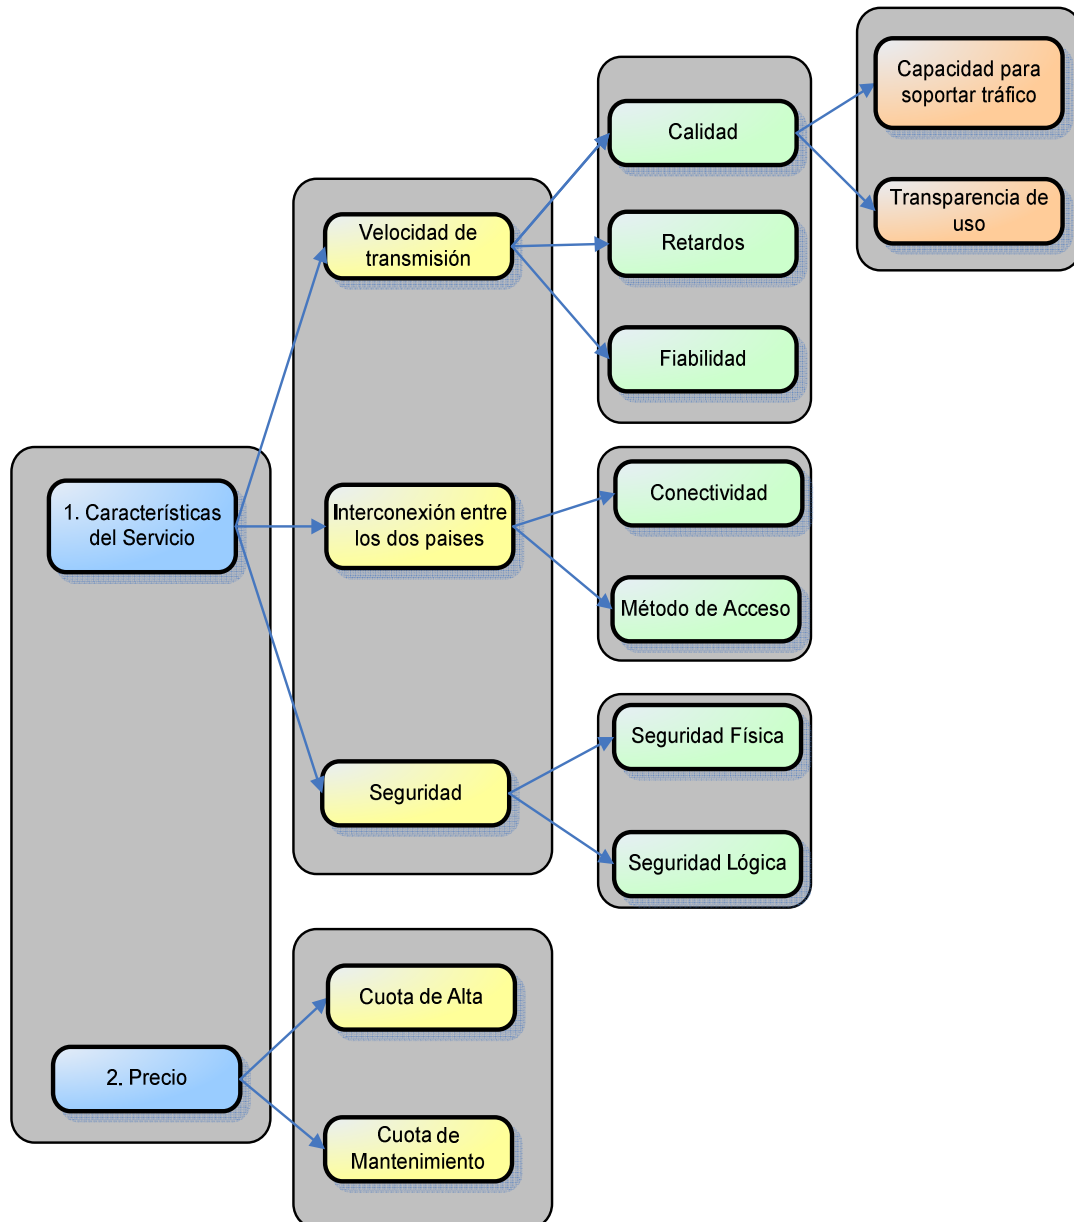 Capacidad para
soportar tráfico
Calidad
Transparencia de
uso
Velocidad de
transmisión
Retardos
Fiabilidad
1. Características
del Servicio
Interconexión entre
los dos paises
Conectividad
Método de Acceso
Seguridad Física
Seguridad
Seguridad Lógica
Cuota de Alta
2. Precio
Cuota de
Mantenimiento